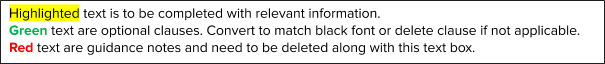 Highlighted text is to be completed with relevant information.
Green text are optional clauses. Convert to match black font or delete clause if not applicable.
Red text are guidance notes and need to be deleted along with this text box.